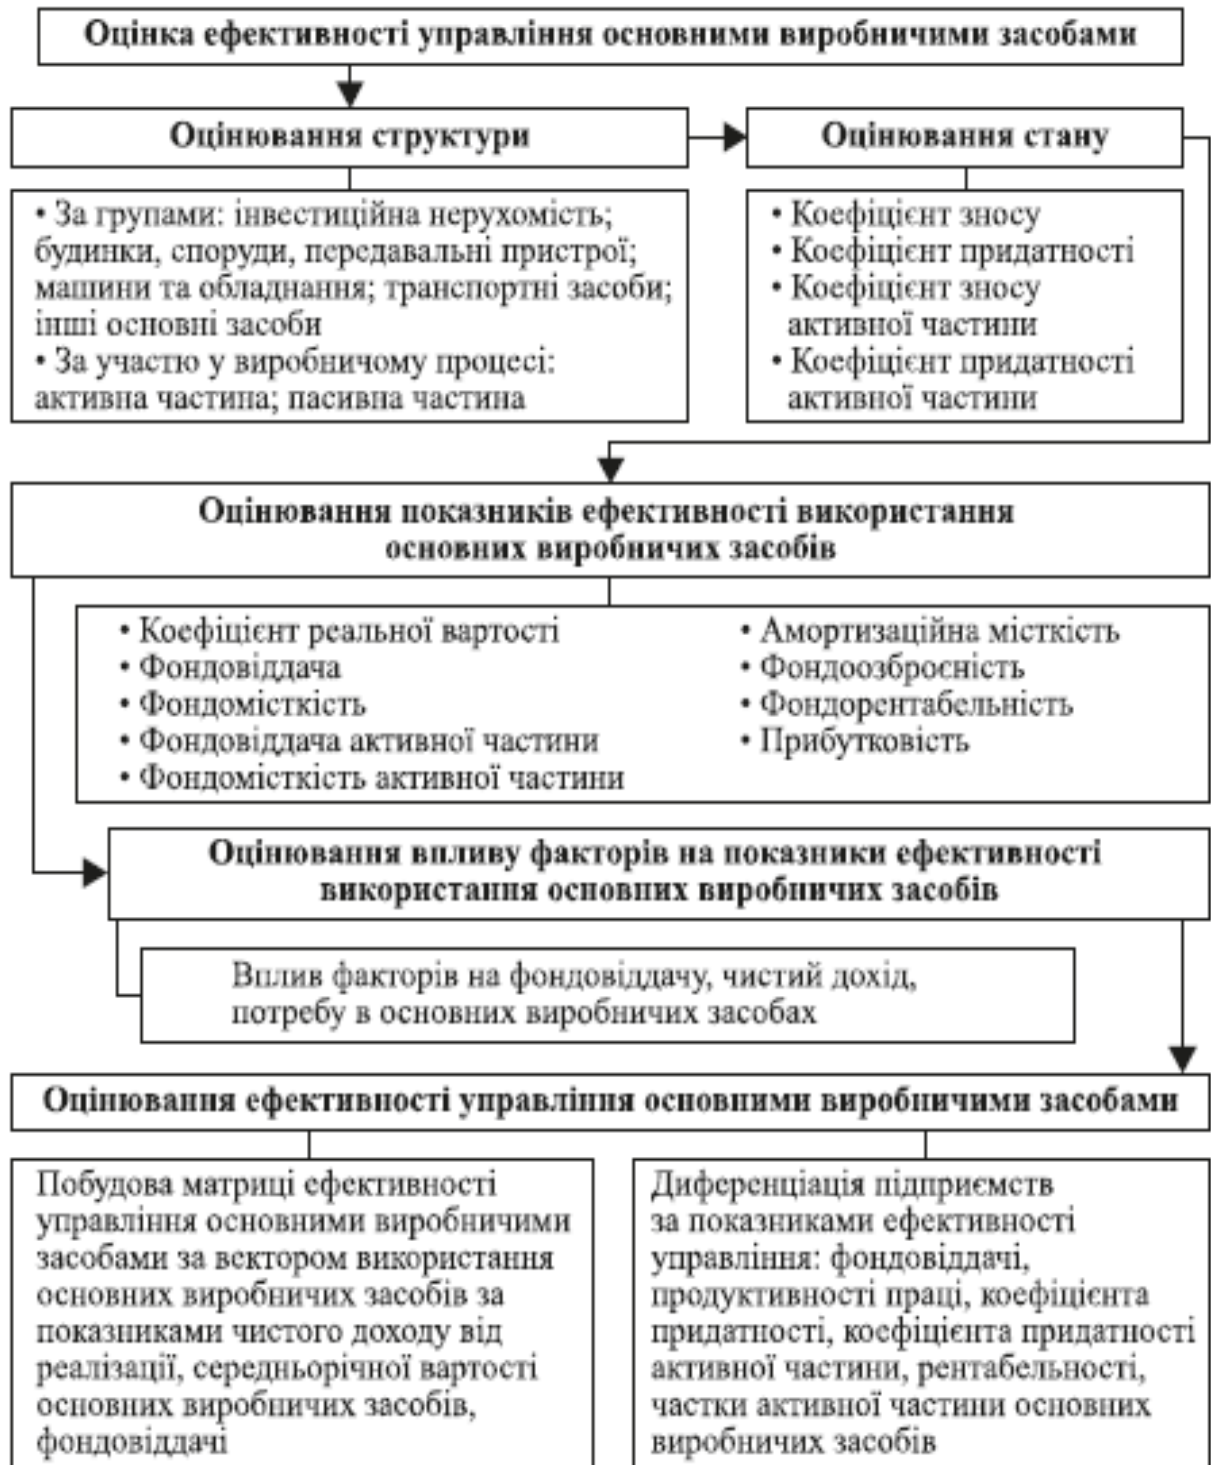 Оцінка ефективності управління основними виробничими засобами
Оцінювання структури
• За групами: інвестиційна нерухомість;
будинки, споруди, передавальні пристрої;
машини та обладнання; транспортні засоби;
інші основні засоби
• За участю у виробничому процесі:
активна частина; пасивна частина
Оцінювання стану
• Коефіцієнт зносу
• Коефіцієнт придатності
• Коефіцієнт зносу
активної частини
• Коефіцієнт придатності
активної частини
Оцінювання показників ефективності використання
основних виробничих засобів
• Коефіцієнт реальної вартості
• Фондовіддача
• Фондомісткість
• Фондовіддача активної частини
• Фондомісткість активної частини
• Амортизаційна місткість
• Фондоозброєність
• Фондорентабельність
• Прибутковість
Оцінювання впливу факторів на показники ефективності
використання основних виробничих засобів
Вплив факторів на фондовіддачу, чистий дохід,
потребу в основних виробничих засобах
Оцінювання ефективності управління основними виробничими засобами
Побудова матриці ефективності
управління основними виробничими
засобами за вектором використання
основних виробничих засобів за
показниками чистого доходу від
реалізації, середньорічної вартості
основних виробничих засобів,
фондовіддачі
Диференціація підприємств
за показниками ефективності
управління: фондовіддачі,
продуктивності праці, коефіцієнта
придатності, коефіцієнта придатності
активної частини, рентабельності,
частки активної частини основних
виробничих засобів